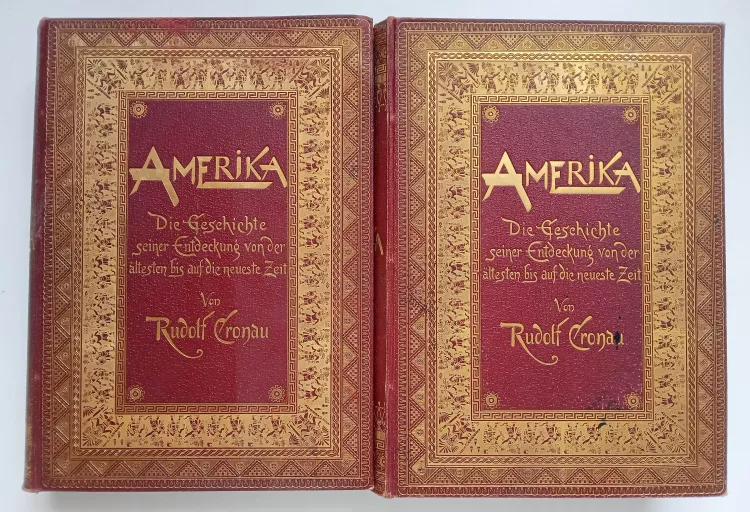 AMERiKA
Die Geschichte
seiner Entdeckung von der
ältesten bis auf die neueste Zeit
Von
Rudolf Cronau
AMERiKA
Die Geschichte
seiner Entdeckung von der
ältesten bis auf die neueste Zeit
Von
Rudolf Cronau